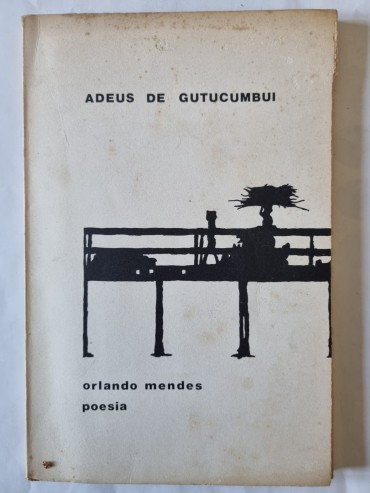 ADEUS DE GUTUCUMBUI
orlando mendes
poesia